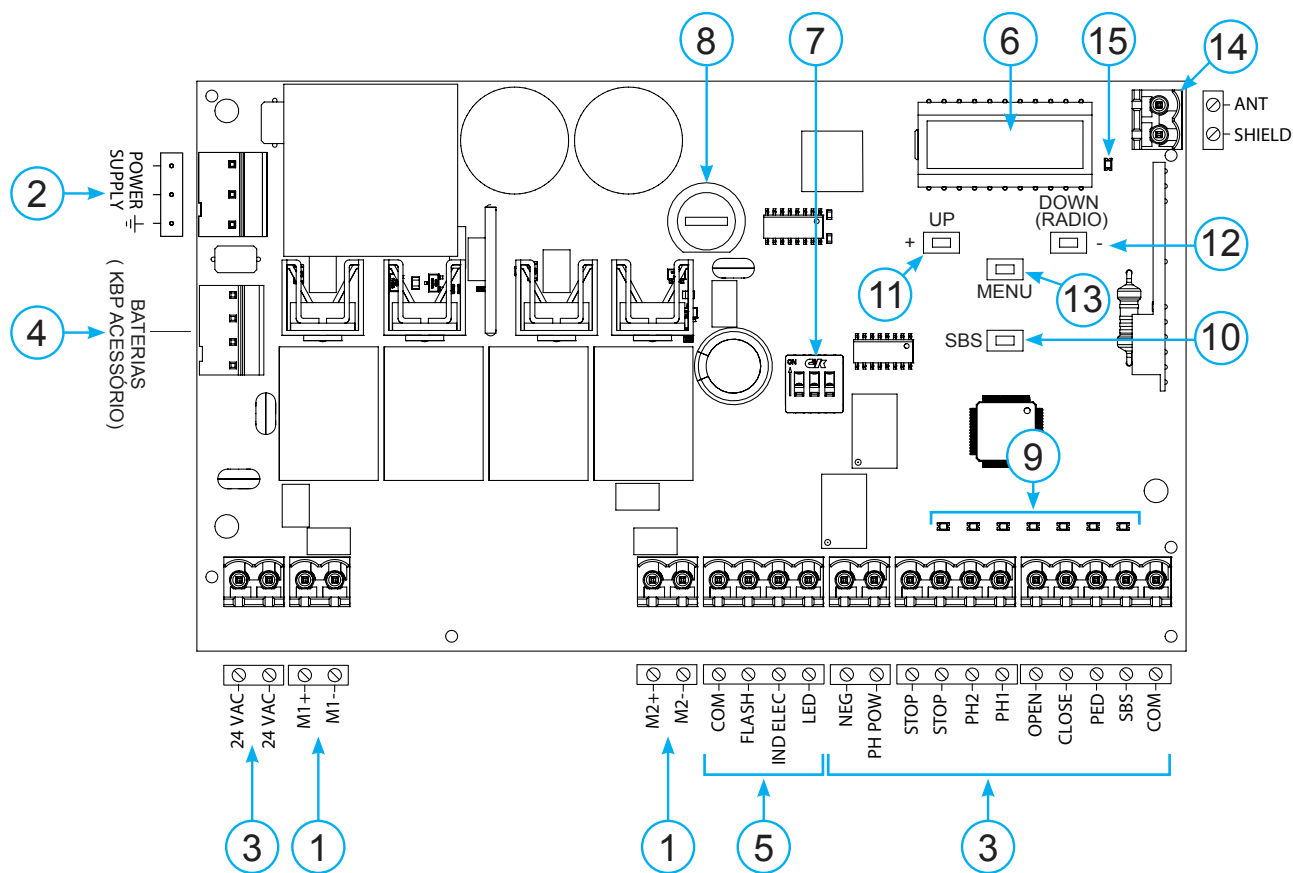 8
7
6
15
14
ANT
SHIELD
2
POWER
SUPPLY
UP
+
DOWN
(RADIO)
-
12
11
MENU
13
4
BATERIAS
( KBP ACESSÓRIO)
ON
SBS
10
9
24 VAC
24 VAC
M1+
M1-
M2+
M2-
COM
FLASH
IND ELEC
LED
NEG
PH POW
STOP
STOP
PH2
PH1
OPEN
CLOSE
PED
SBS
COM
3
1
1
5
3